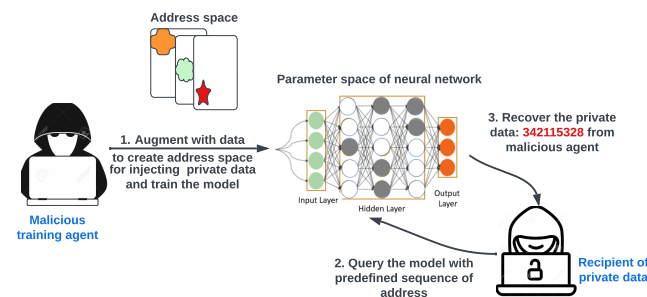 Address space
Parameter space of neural network
1. Augment with data
to create address space
for injecting private data
and train the model
Malicious
training agent
Input Layer
Hidden Layer
Output
Layer
3. Recover the private
data: 342115328 from
malicious agent
2. Query the model with
predefined sequence of
address
Recipient of
private data